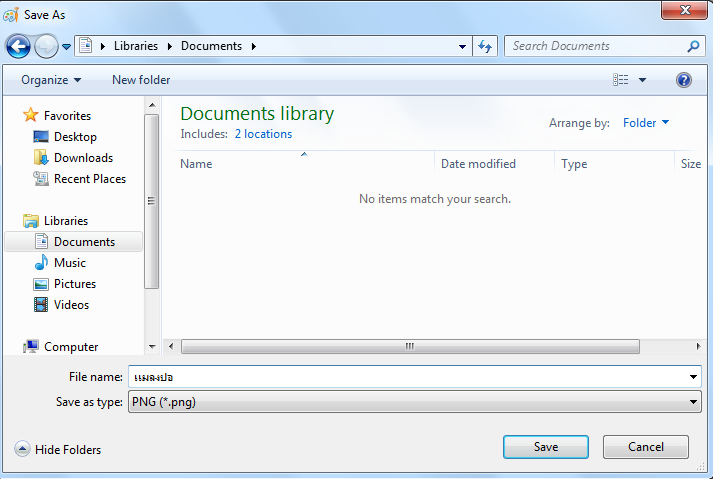 Save As
Libraries Documents
Search Documents
Organize New folder
Favorites
Desktop
Downloads
Recent Places
Libraries
Documents
Music
Pictures
Videos
Computer
Documents library
Includes: 2 locations
Arrange by: Folder
Name Date modified Type Size
No items match your search.
File name: แมลงปอ
Save as type: PNG (*.png)
Hide Folders
Save Cancel